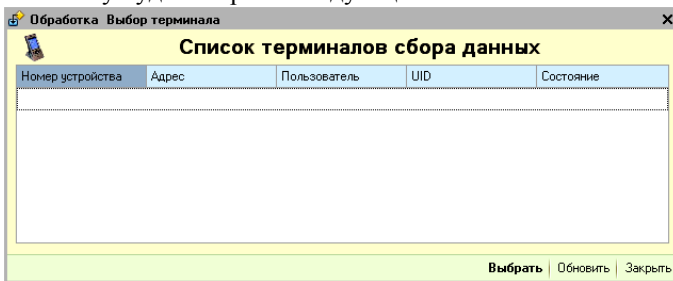 Обработка Выбор терминала
Список терминалов сбора данных
Номер устройства Адрес Пользователь UID Состояние
Выбрать Обновить Закрыть